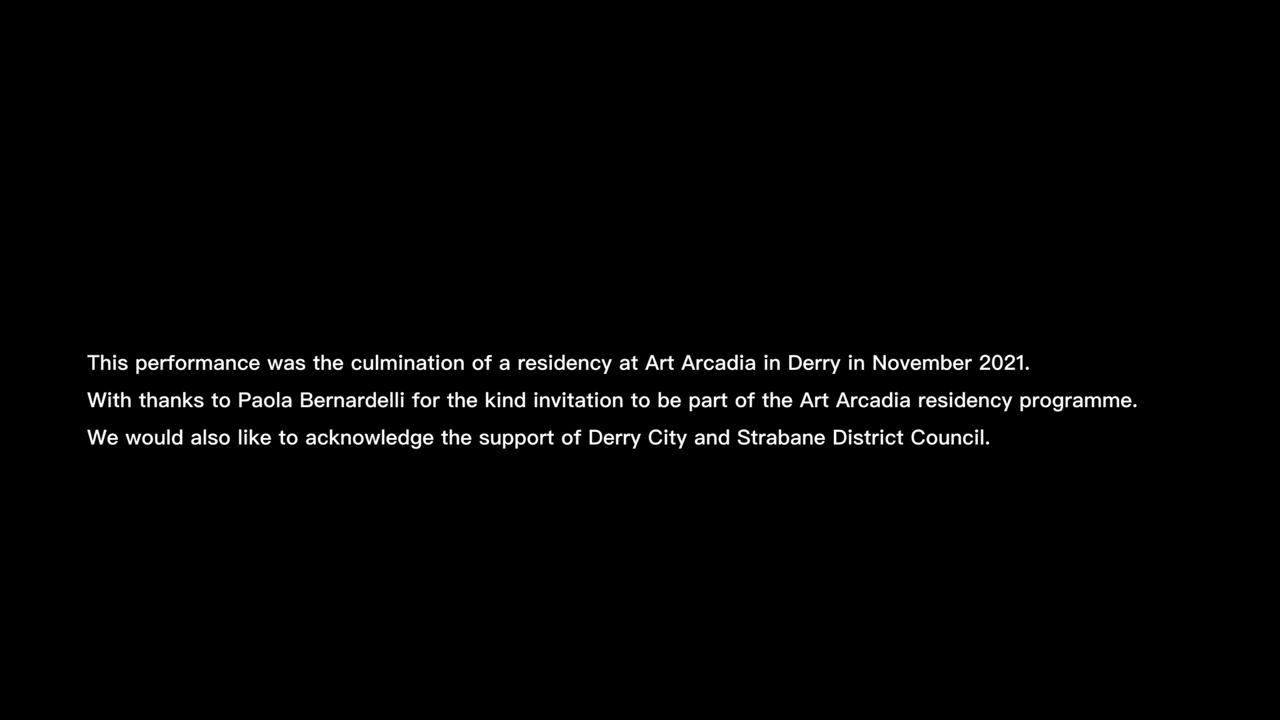 This performance was the culmination of a residency at Art Arcadia in Derry in November 2021.
With thanks to Paola Bernardelli for the kind invitation to be part of the Art Arcadia residency programme.
We would also like to acknowledge the support of Derry City and Strabane District Council.